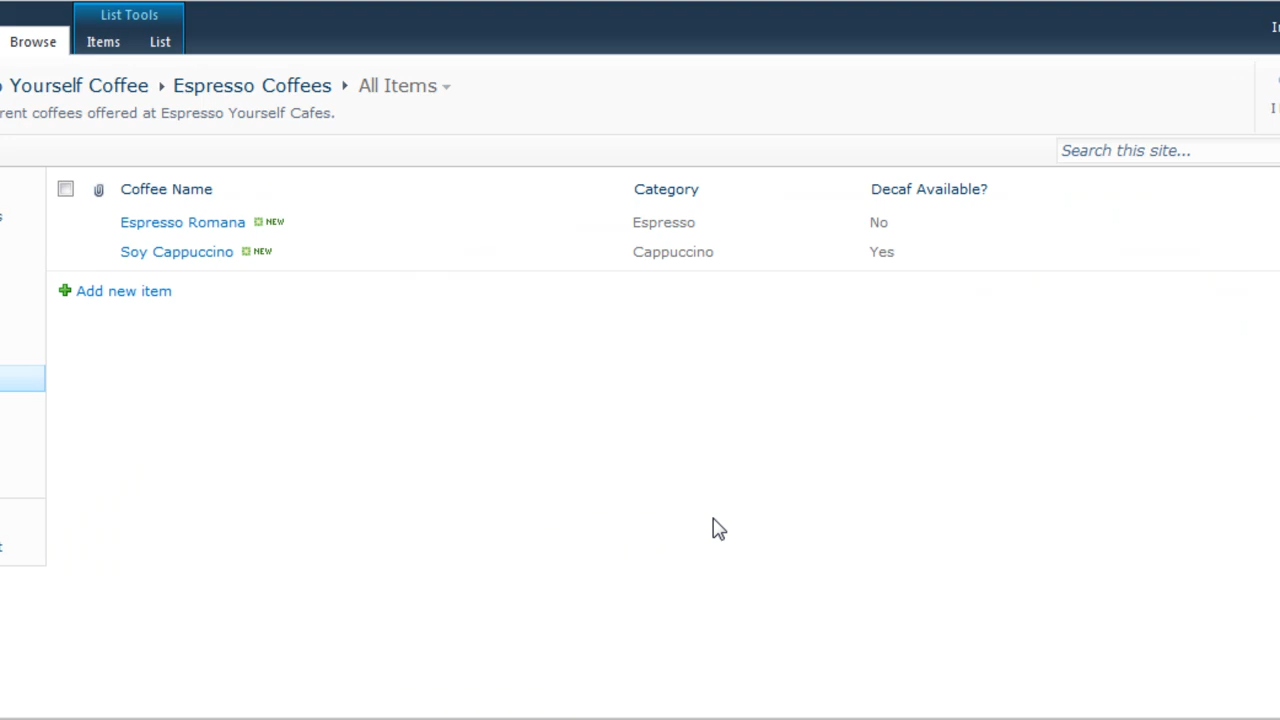 List Tools
Browse Items List
Yourself Coffee ▸ Espresso Coffees ▸ All Items
rent coffees offered at Espresso Yourself Cafes.
Search this site...
Coffee Name Category Decaf Available?
Espresso Romana NEW Espresso No
Soy Cappuccino NEW Cappuccino Yes
Add new item